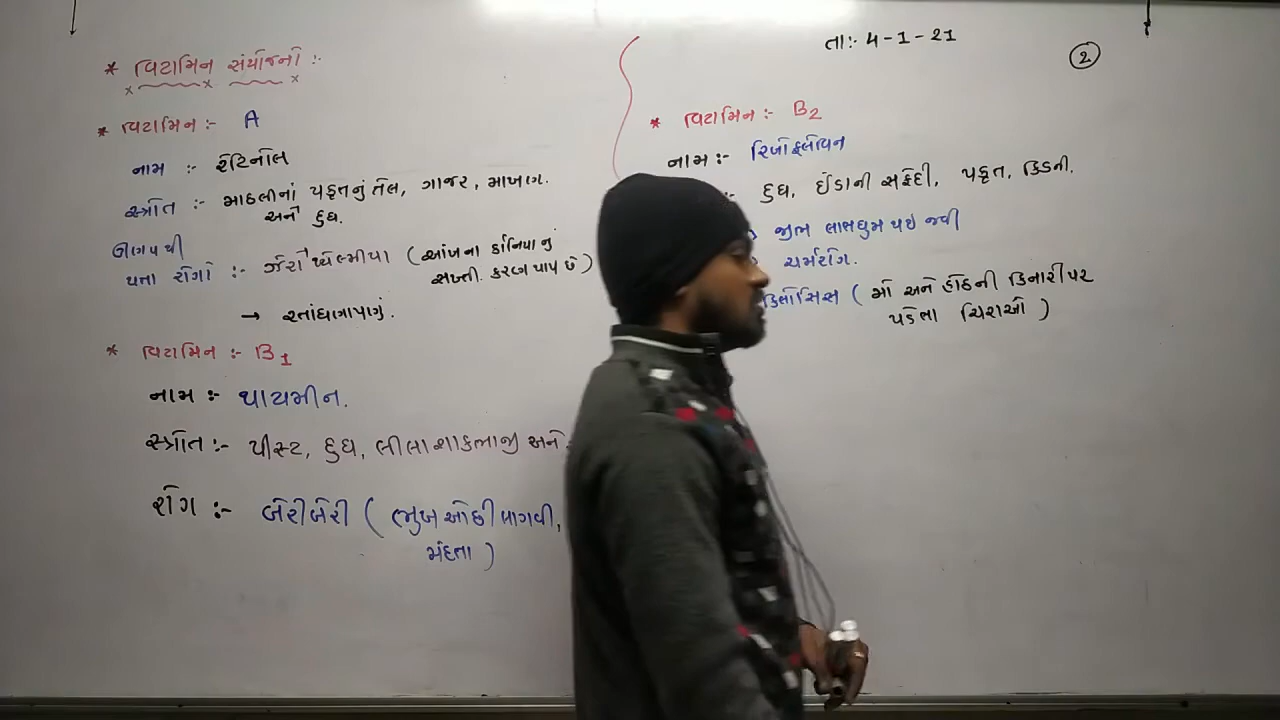 * વિટામિન સંયોજનો :-
* વિટામિન :- A
નામ :- રેટિનોલ
સ્ત્રોત :- માછલીનાં યકૃતનું તેલ, ગાજર, માખણ.
અને દુધ.
ઊણપથી
થતા રોગો :- ઝેરોપ્થેલ્મીયા ( આંખના કોર્નિયાનું
સખ્તી. કરણ થાય છે )
→ રતાંધળાપણું.
* વિટામિન :- B1
નામ :- થાયમીન.
સ્ત્રોત :- યીસ્ટ, દુધ, લીલા શાકભાજી અને
રોગ :- બેરીબેરી ( ભુખ ઓછી લાગવી,
મંદતા )
તા:- 4-1-21
2
* વિટામિન :- B2
નામ :- રિબોફ્લેવિન
:- દુધ, ઈંડાની સફેદી, યકૃત, કિડની.
જીભ લાલઘુમ થઇ જવી
ચર્મરોગ.
કિલોસિસ ( મોં અને હોઠની કિનારી પર
પડેલા ચિરાઓ )